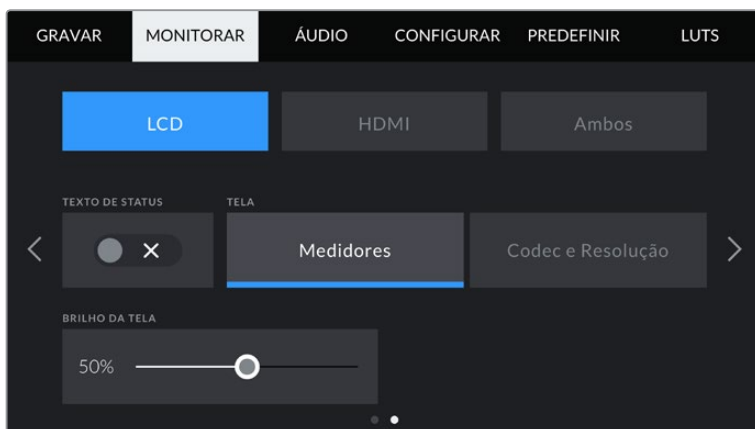 GRAVAR MONITORAR ÁUDIO CONFIGURAR PREDEFINIR LUTS
LCD HDMI Ambos
TEXTO DE STATUS TELA
Medidores Codec e Resolução
BRILHO DA TELA
50%